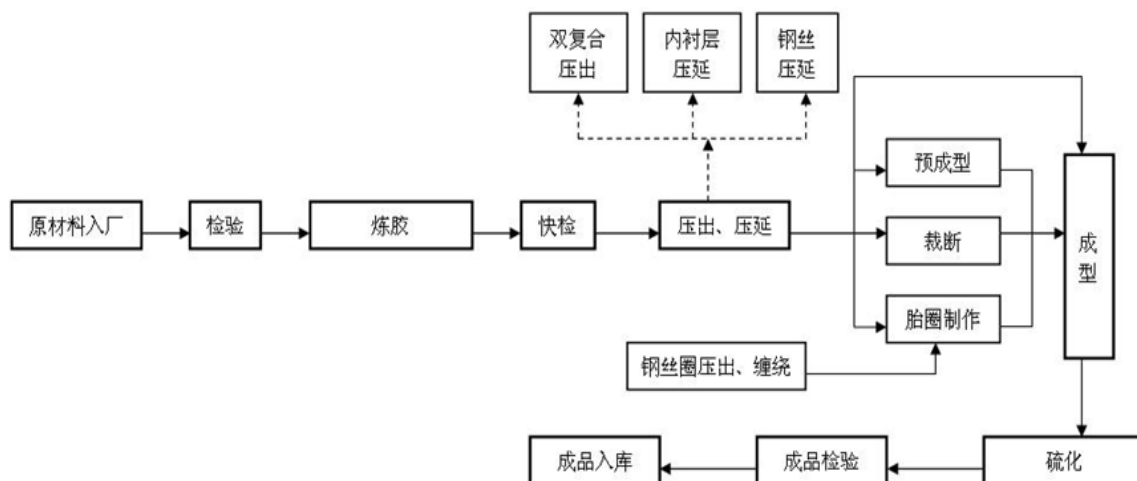 双复合
压出
内衬层
压延
钢丝
压延
预成型
原材料入厂
检验
炼胶
快检
压出、压延
裁断
成
型
胎圈制作
钢丝圈压出、缠绕
成品入库
成品检验
硫化